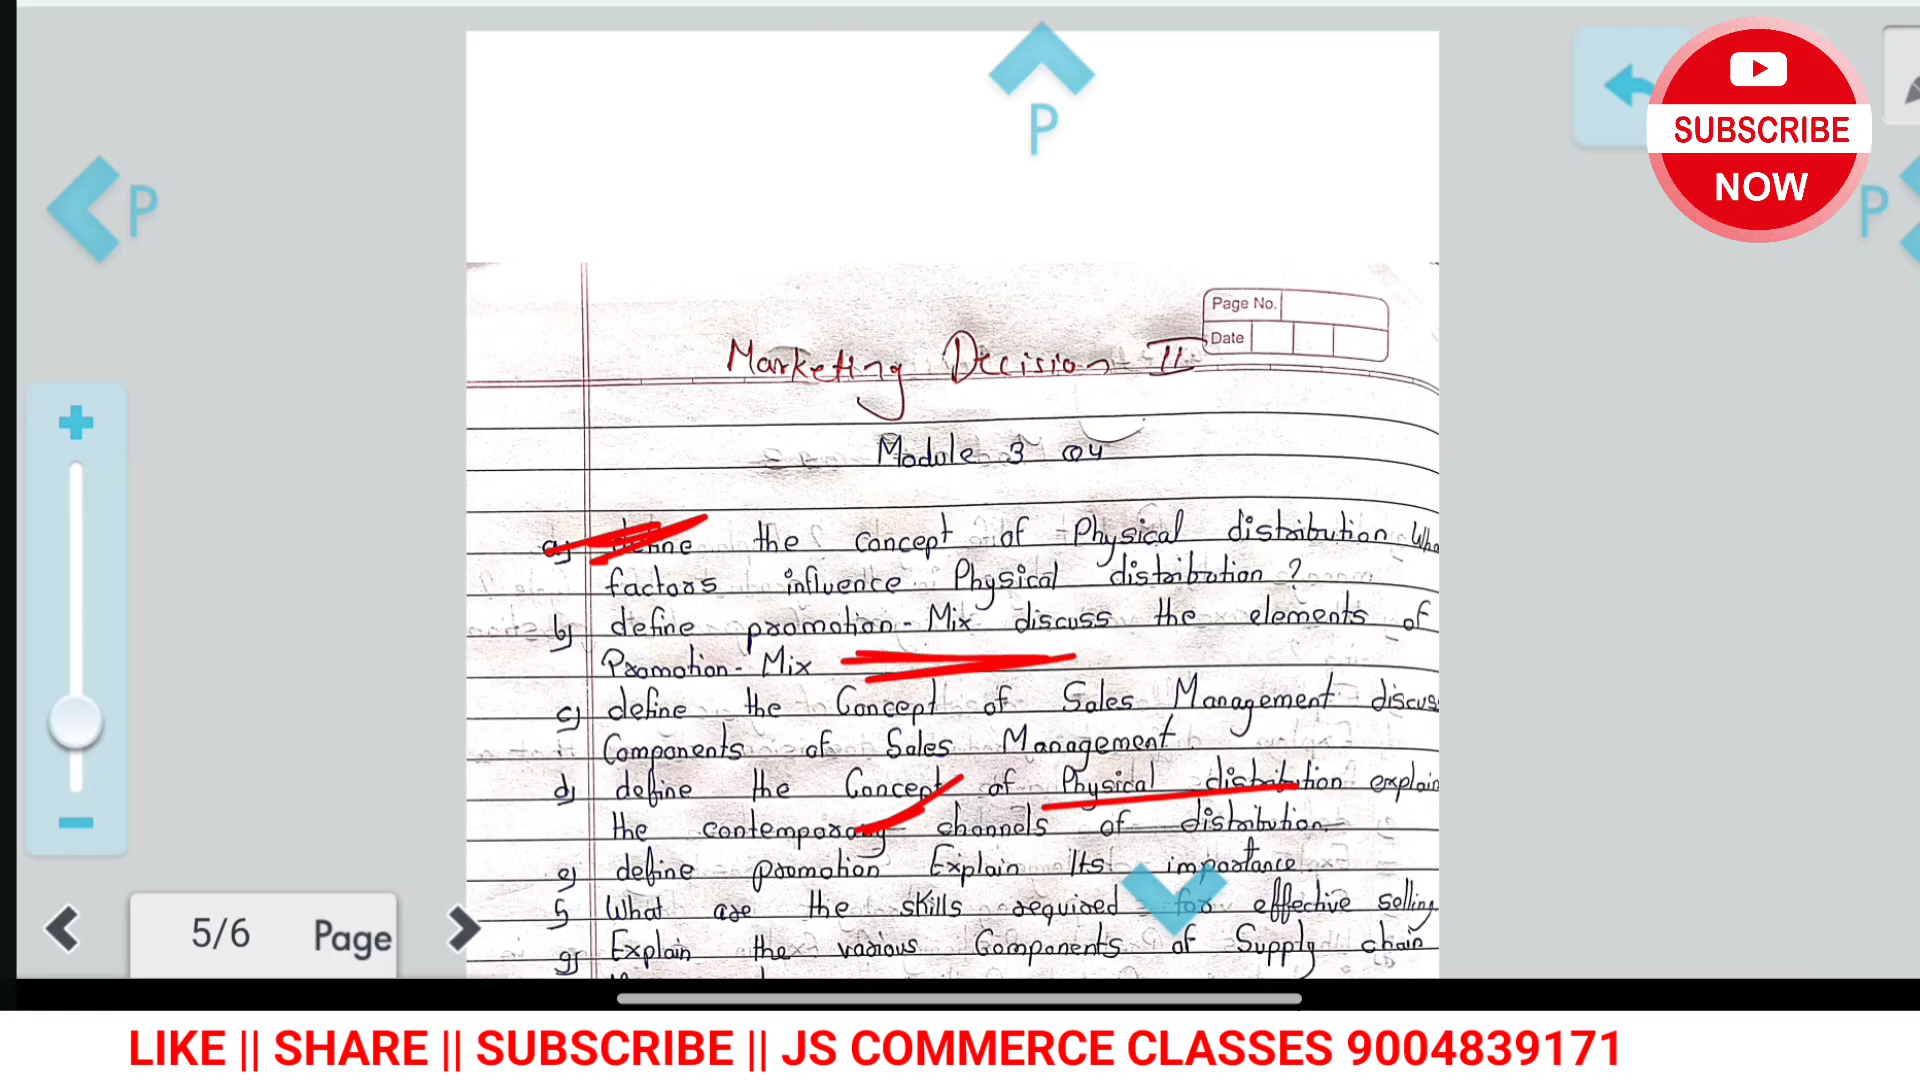 P
P
SUBSCRIBE
NOW
P
Page No.
Date
Marketing Decision II
Module 3 Q4
a) define the concept of Physical distribution. Wha
factors influence Physical distribution?
b) define promotion-Mix discuss the elements of
Promotion-Mix
c) define the Concept of Sales Management discus
Components of Sales Management.
d) define the Concept of Physical distribution explain
the contemporary channels of distribution.
e) define promotion Explain Its importance
f) What are the skills required for effective selling
g) Explain the various Components of Supply chain
5/6 Page
LIKE || SHARE || SUBSCRIBE || JS COMMERCE CLASSES 9004839171